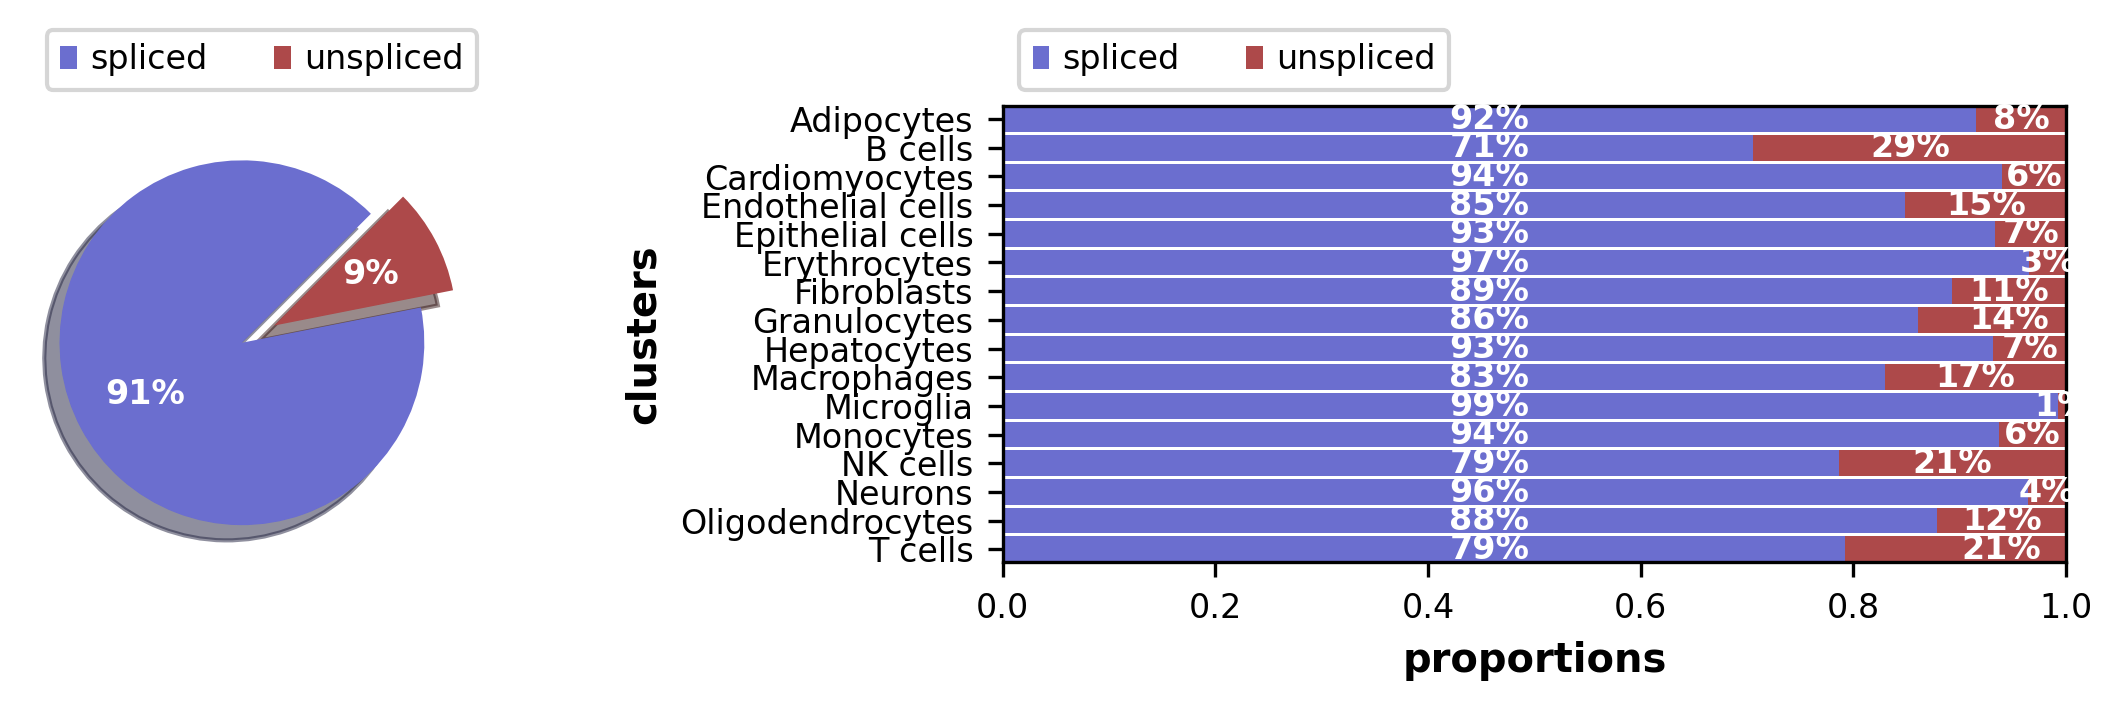 spliced unspliced
9%
91%
spliced unspliced
clusters
Adipocytes 92% 8%
B cells 71% 29%
Cardiomyocytes 94% 6%
Endothelial cells 85% 15%
Epithelial cells 93% 7%
Erythrocytes 97% 3%
Fibroblasts 89% 11%
Granulocytes 86% 14%
Hepatocytes 93% 7%
Macrophages 83% 17%
Microglia 99% 1%
Monocytes 94% 6%
NK cells 79% 21%
Neurons 96% 4%
Oligodendrocytes 88% 12%
T cells 79% 21%
0.0 0.2 0.4 0.6 0.8 1.0
proportions